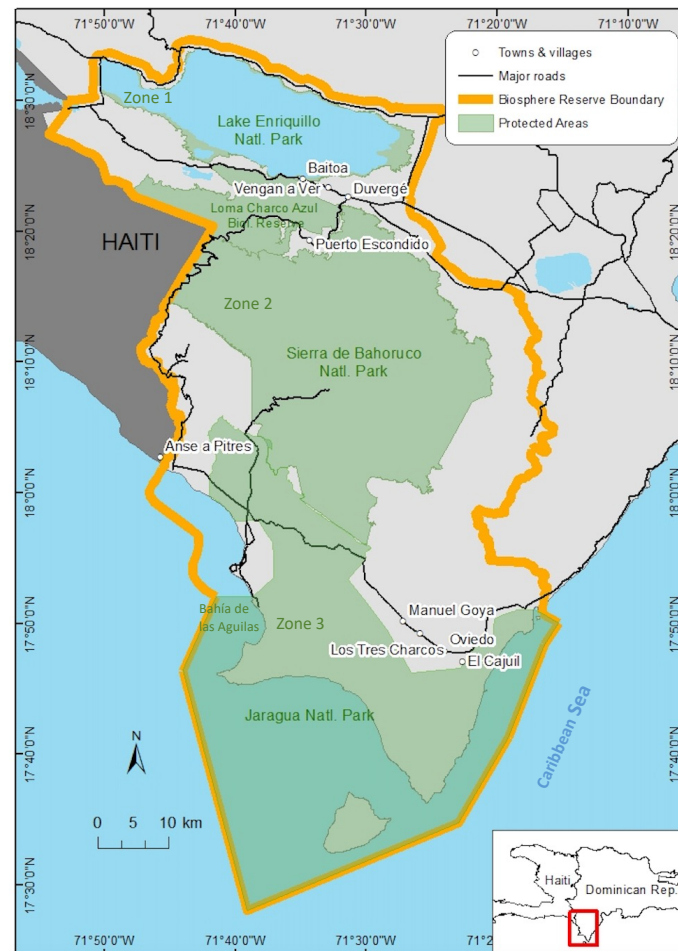 71°50'0"W
71°40'0"W
71°30'0"W
71°20'0"W
71°10'0"W
Towns & villages
Major roads
Biosphere Reserve Boundary
Protected Areas
18°30'0"N
18°20'0"N
18°10'0"N
18°0'0"N
17°50'0"N
17°40'0"N
17°30'0"N
Zone 1
Lake Enriquillo
Natl. Park
Baitoa
Vengan a Ver
Duvergé
Loma Charco Azul
Biol. Reserve
HAITI
Puerto Escondido
Zone 2
Sierra de Bahoruco
Natl. Park
Anse a Pitres
Bahía de
las Aguilas
Zone 3
Manuel Goya
Oviedo
Los Tres Charcos
El Cajuil
Jaragua Natl. Park
Caribbean Sea
N
0 5 10 km
Haiti
Dominican Rep.
18°30'0"N
18°20'0"N
18°10'0"N
18°0'0"N
17°50'0"N
17°40'0"N
71°50'0"W
71°40'0"W
71°30'0"W